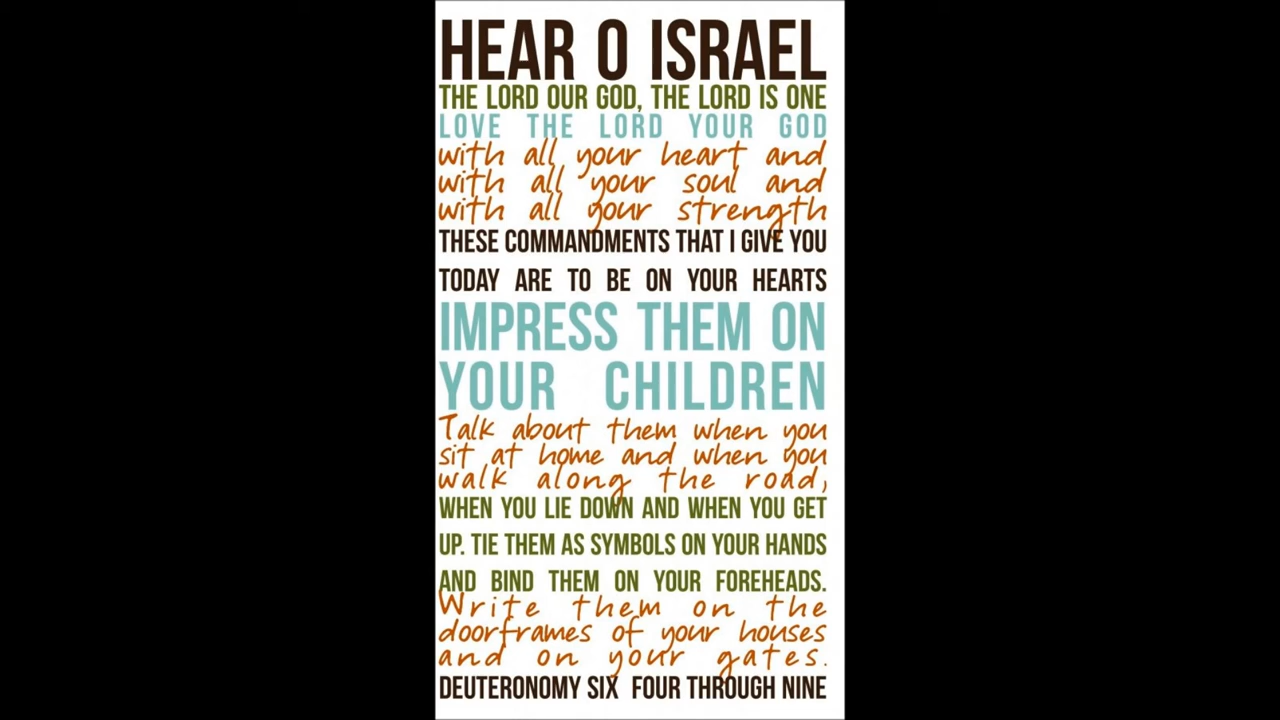 HEAR O ISRAEL
THE LORD OUR GOD, THE LORD IS ONE
LOVE THE LORD YOUR GOD
with all your heart and
with all your soul and
with all your strength
THESE COMMANDMENTS THAT I GIVE YOU
TODAY ARE TO BE ON YOUR HEARTS
IMPRESS THEM ON
YOUR CHILDREN
Talk about them when you
sit at home and when you
walk along the road,
WHEN YOU LIE DOWN AND WHEN YOU GET
UP. TIE THEM AS SYMBOLS ON YOUR HANDS
AND BIND THEM ON YOUR FOREHEADS.
Write them on the
doorframes of your houses
and on your gates.
DEUTERONOMY SIX FOUR THROUGH NINE